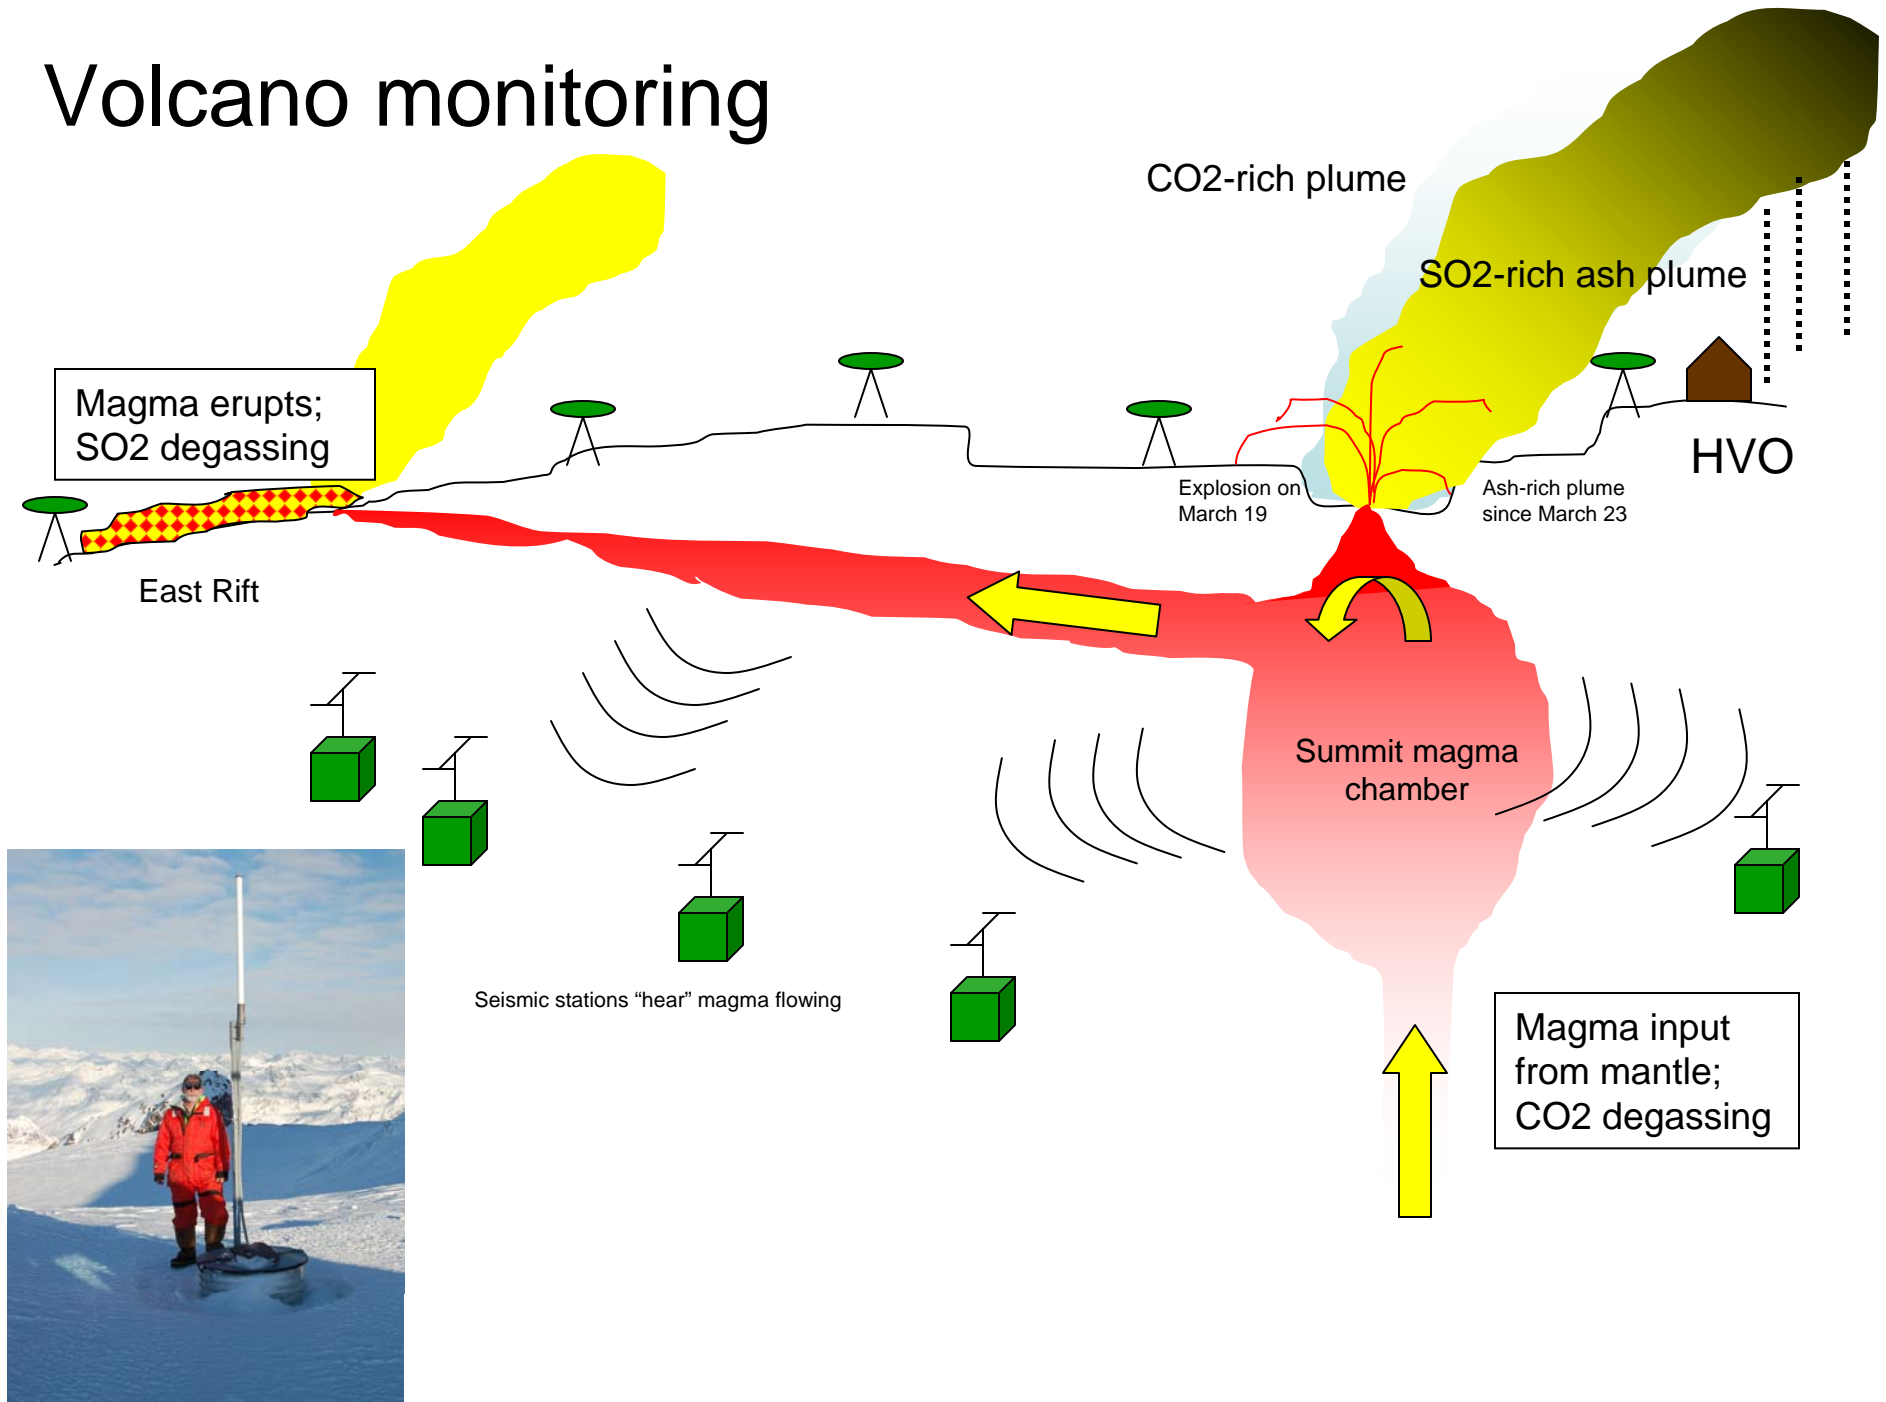 Volcano monitoring
CO2-rich plume
SO2-rich ash plume
Magma erupts;
SO2 degassing
HVO
Explosion on
March 19
Ash-rich plume
since March 23
East Rift
Summit magma
chamber
Seismic stations “hear” magma flowing
Magma input
from mantle;
CO2 degassing